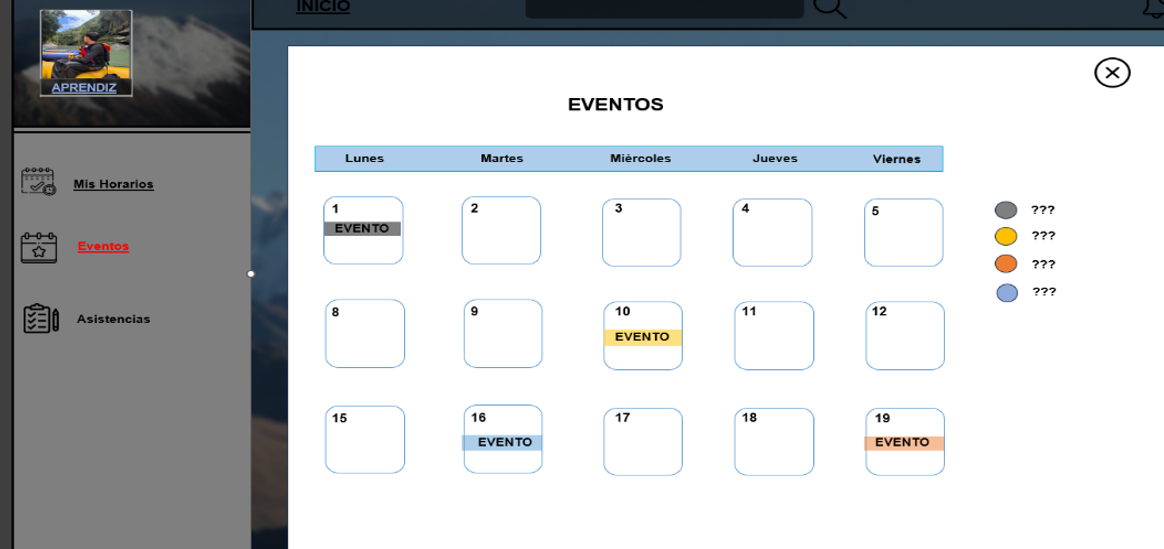 INICIO
APRENDIZ
Mis Horarios
Eventos
Asistencias
EVENTOS
Lunes Martes Miércoles Jueves Viernes
1 2 3 4 5
EVENTO
8 9 10 11 12
EVENTO
15 16 17 18 19
EVENTO EVENTO
???
???
???
???